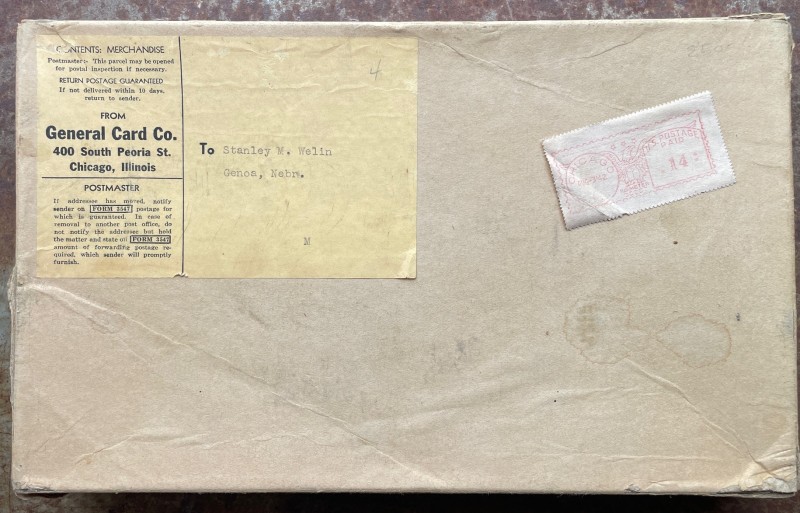 CONTENTS: MERCHANDISE
Postmaster:- This parcel may be opened
for postal inspection if necessary.
RETURN POSTAGE GUARANTEED
If not delivered within 10 days,
return to sender.
FROM
General Card Co.
400 South Peoria St.
Chicago, Illinois
POSTMASTER
If addressee has moved, notify
sender on FORM 3547 postage for
which is guaranteed. In case of
removal to another post office, do
not notify the addressee but hold
the matter and state on FORM 3547
amount of forwarding postage re-
quired, which sender will promptly
furnish.
4
To Stanley M. Welin
Genoa, Nebr.
M
U.S. POSTAGE
PAID
14